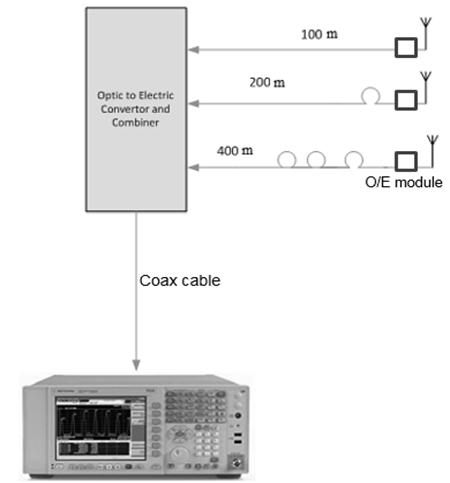 100 m
200 m
Optic to Electric
Convertor and
Combiner
400 m
O/E module
Coax cable